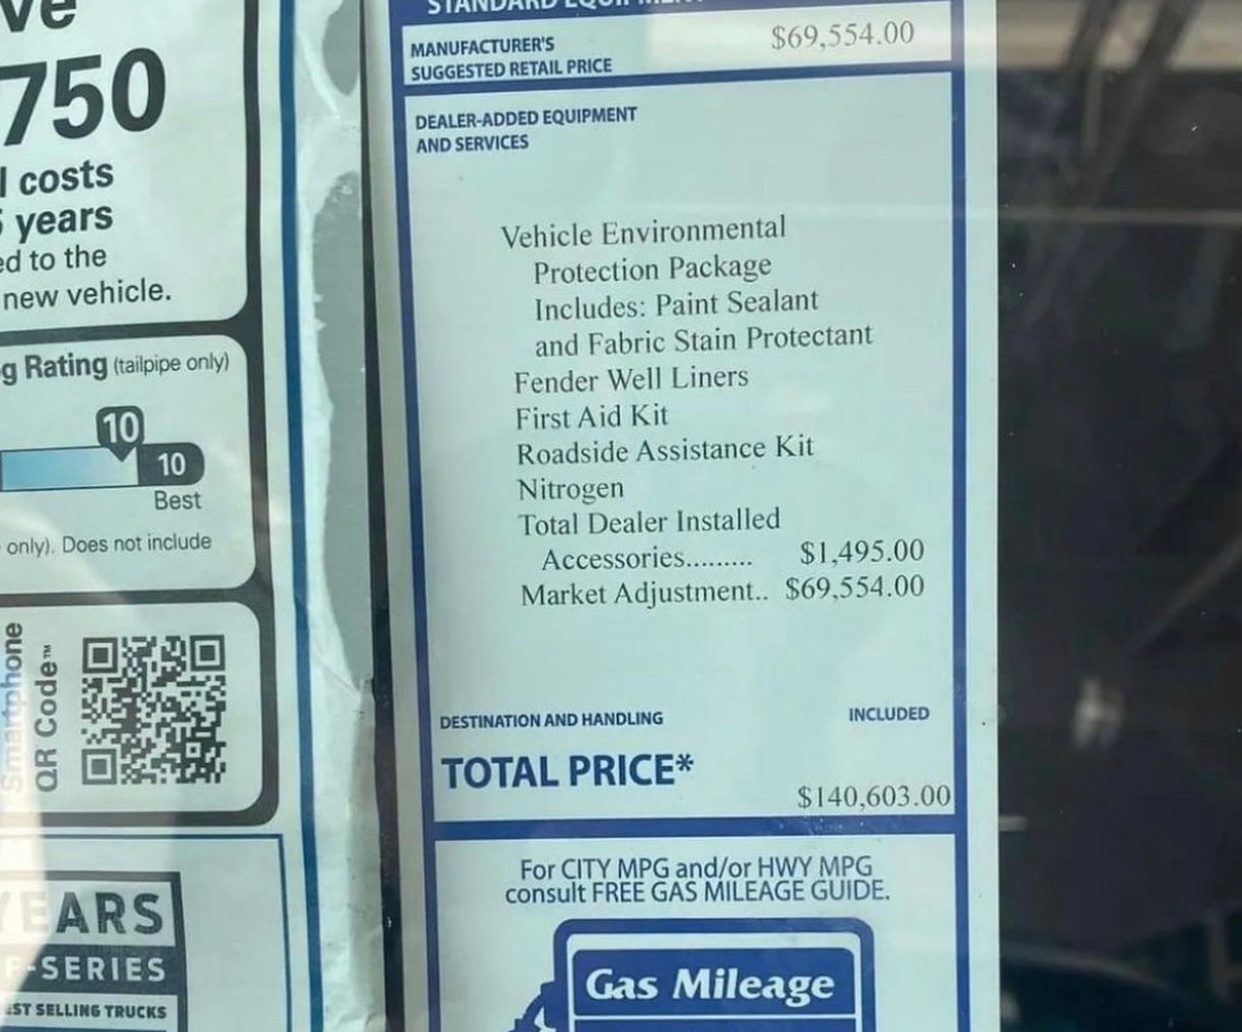 750
costs
years
to the
new vehicle.
Rating (tailpipe only)
10
10
Best
only). Does not include
Smartphone
QR Code™
ARS
-SERIES
SELLING TRUCKS
STANDARD
MANUFACTURER'S
$69,554.00
SUGGESTED RETAIL PRICE
DEALER-ADDED EQUIPMENT
AND SERVICES
Vehicle Environmental
Protection Package
Includes: Paint Sealant
and Fabric Stain Protectant
Fender Well Liners
First Aid Kit
Roadside Assistance Kit
Nitrogen
Total Dealer Installed
Accessories......... $1,495.00
Market Adjustment.. $69,554.00
DESTINATION AND HANDLING INCLUDED
TOTAL PRICE*
$140,603.00
For CITY MPG and/or HWY MPG
consult FREE GAS MILEAGE GUIDE.
Gas Mileage